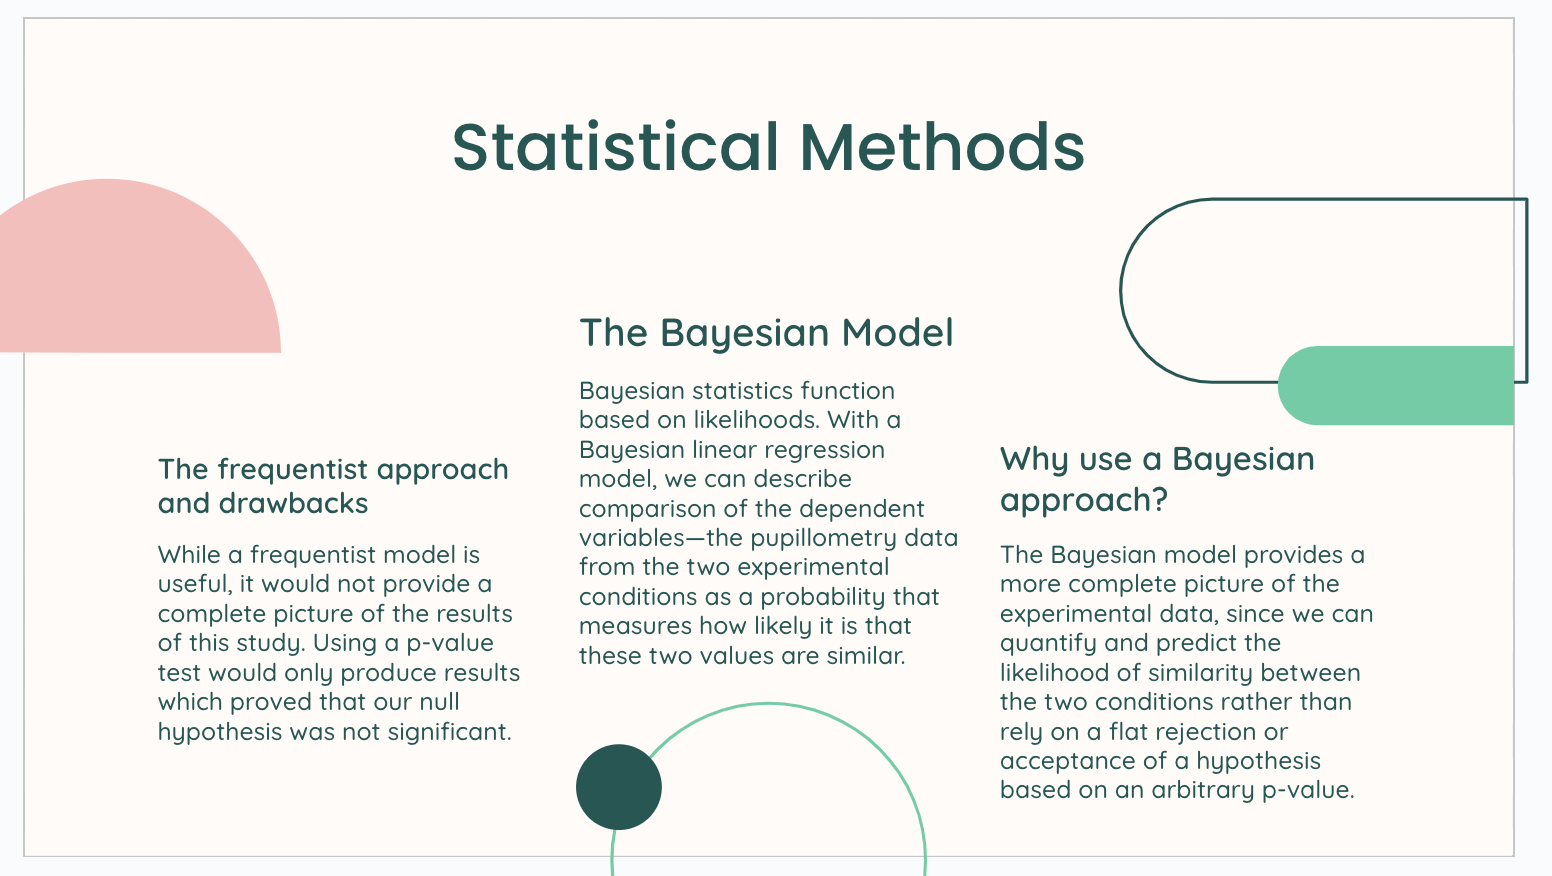 Statistical Methods
The frequentist approach
and drawbacks
While a frequentist model is
useful, it would not provide a
complete picture of the results
of this study. Using a p-value
test would only produce results
which proved that our null
hypothesis was not significant.
The Bayesian Model
Bayesian statistics function
based on likelihoods. With a
Bayesian linear regression
model, we can describe
comparison of the dependent
variables—the pupillometry data
from the two experimental
conditions as a probability that
measures how likely it is that
these two values are similar.
Why use a Bayesian
approach?
The Bayesian model provides a
more complete picture of the
experimental data, since we can
quantify and predict the
likelihood of similarity between
the two conditions rather than
rely on a flat rejection or
acceptance of a hypothesis
based on an arbitrary p-value.